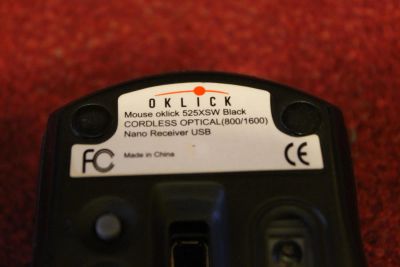 OKLICK
Mouse oklick 525XSW Black
CORDLESS OPTICAL(800/1600)
Nano Receiver USB
FC Made in China CE